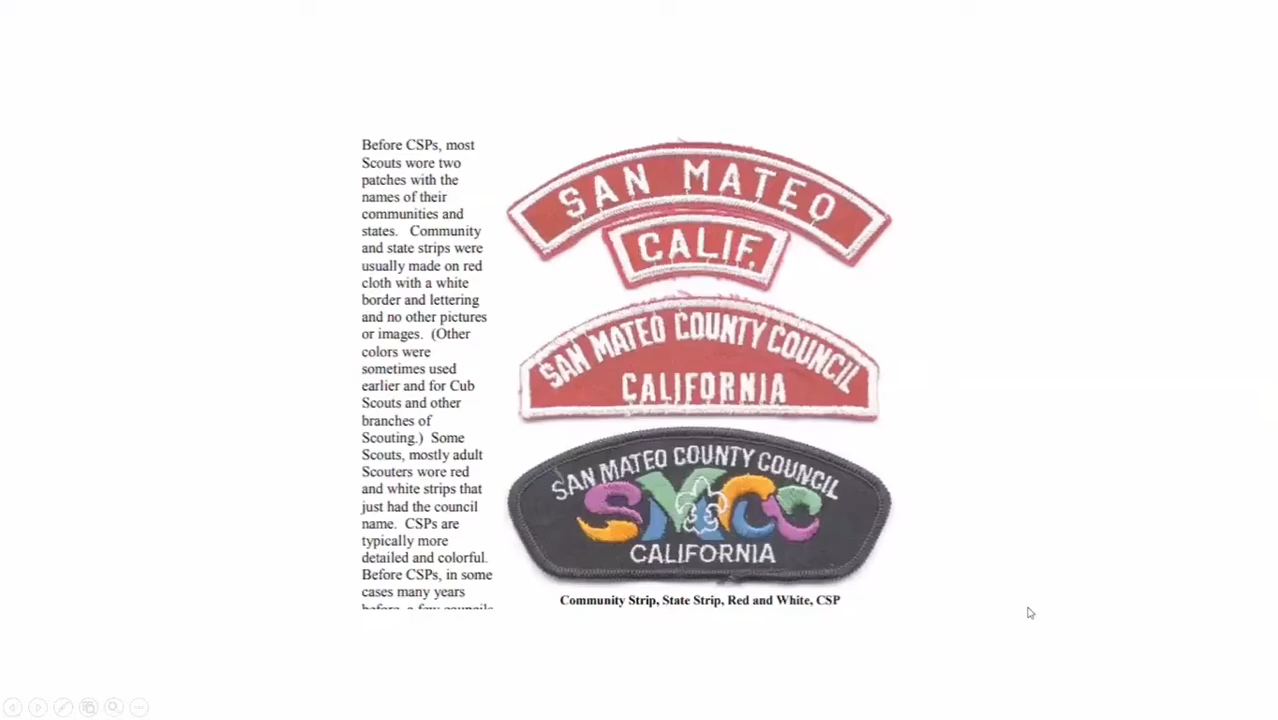 Before CSPs, most
Scouts wore two
patches with the
names of their
communities and
states. Community
and state strips were
usually made on red
cloth with a white
border and lettering
and no other pictures
or images. (Other
colors were
sometimes used
earlier and for Cub
Scouts and other
branches of
Scouting.) Some
Scouts, mostly adult
Scouters wore red
and white strips that
just had the council
name. CSPs are
typically more
detailed and colorful.
Before CSPs, in some
cases many years
before, a few councils
SAN MATEO
CALIF.
SAN MATEO COUNTY COUNCIL
CALIFORNIA
SAN MATEO COUNTY COUNCIL
SMCC
CALIFORNIA
Community Strip, State Strip, Red and White, CSP